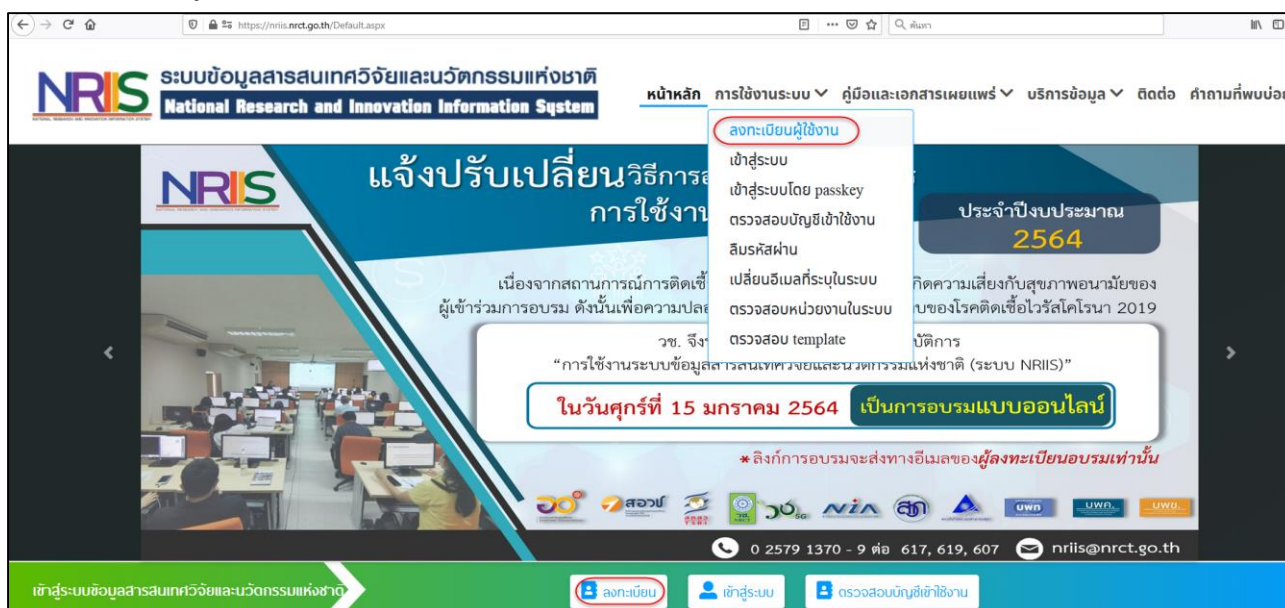 https://nriis.nrct.go.th/Default.aspx
ค้นหา
NRIIS
ระบบข้อมูลสารสนเทศวิจัยและนวัตกรรมแห่งชาติ
National Research and Innovation Information System
หน้าหลัก การใช้งานระบบ คู่มือและเอกสารเผยแพร่ บริการข้อมูล ติดต่อ คำถามที่พบบ่อย
ลงทะเบียนผู้ใช้งาน
เข้าสู่ระบบ
เข้าสู่ระบบโดย passkey
ตรวจสอบบัญชีเข้าใช้งาน
ลืมรหัสผ่าน
เปลี่ยนอีเมลที่ระบุในระบบ
ตรวจสอบหน่วยงานในระบบ
ตรวจสอบ template
NRIIS
แจ้งปรับเปลี่ยนวิธีการอ
การใช้งาน
ประจำปีงบประมาณ
2564
เนื่องจากสถานการณ์การติดเชื้ กิดความเสี่ยงกับสุขภาพอนามัยของ
ผู้เข้าร่วมการอบรม ดังนั้นเพื่อความปลอ บของโรคติดเชื้อไวรัสโคโรนา 2019
วช. จึง บัติการ
“การใช้งานระบบข้อมูลสารสนเทศวิจัยและนวัตกรรมแห่งชาติ (ระบบ NRIIS)”
ในวันศุกร์ที่ 15 มกราคม 2564 เป็นการอบรมแบบออนไลน์
*ลิงก์การอบรมจะส่งทางอีเมลของผู้ลงทะเบียนอบรมเท่านั้น
สอวช NIA บพค. บพท.
0 2579 1370 - 9 ต่อ 617, 619, 607 nriis@nrct.go.th
เข้าสู่ระบบข้อมูลสารสนเทศวิจัยและนวัตกรรมแห่งชาติ ลงทะเบียน เข้าสู่ระบบ ตรวจสอบบัญชีเข้าใช้งาน